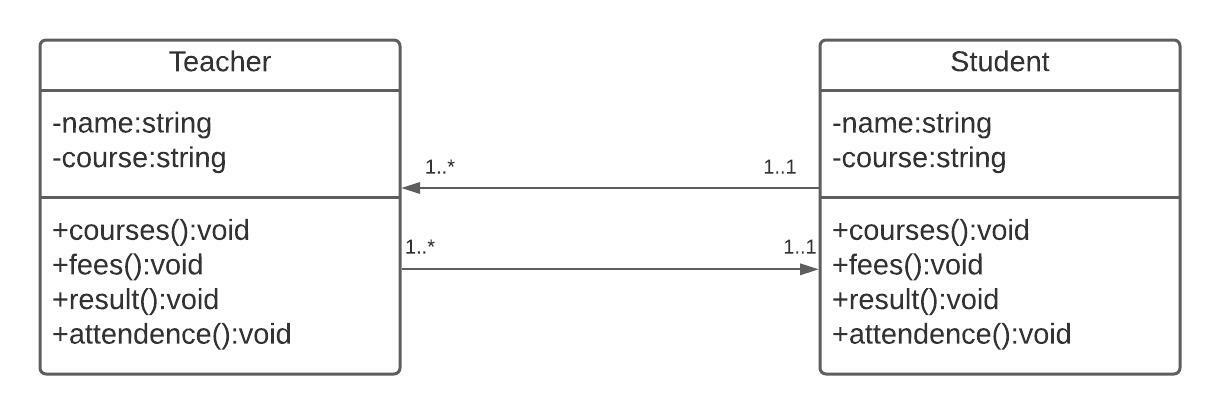 Teacher
-name:string
-course:string
+courses():void
+fees():void
+result():void
+attendence():void
1..*
1..1
1..*
1..1
Student
-name:string
-course:string
+courses():void
+fees():void
+result():void
+attendence():void